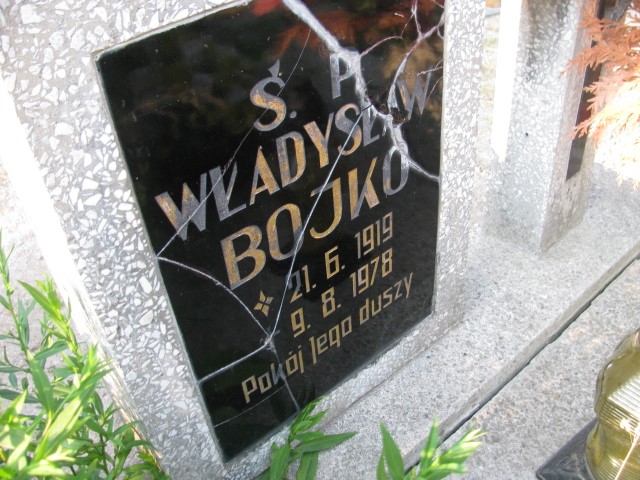 Ś. P.
WŁADYSŁAW
BOJKO
21. 6. 1919
9. 8. 1978
Pokój Jego duszy